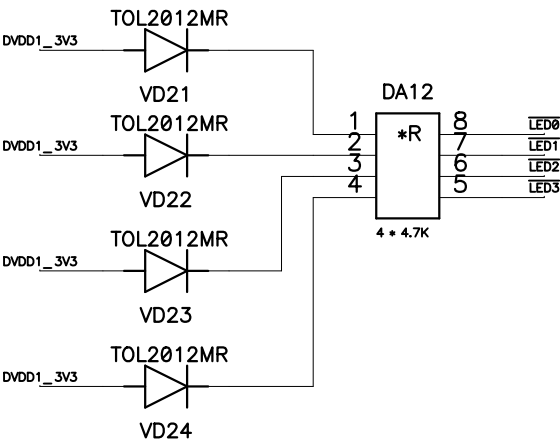 TOL2012MR
DVDD1_3V3
VD21
DA12
TOL2012MR
DVDD1_3V3
VD22
1 8 LED0
2 *R 7 LED1
3 6 LED2
4 5 LED3
4 * 4.7K
TOL2012MR
DVDD1_3V3
VD23
TOL2012MR
DVDD1_3V3
VD24